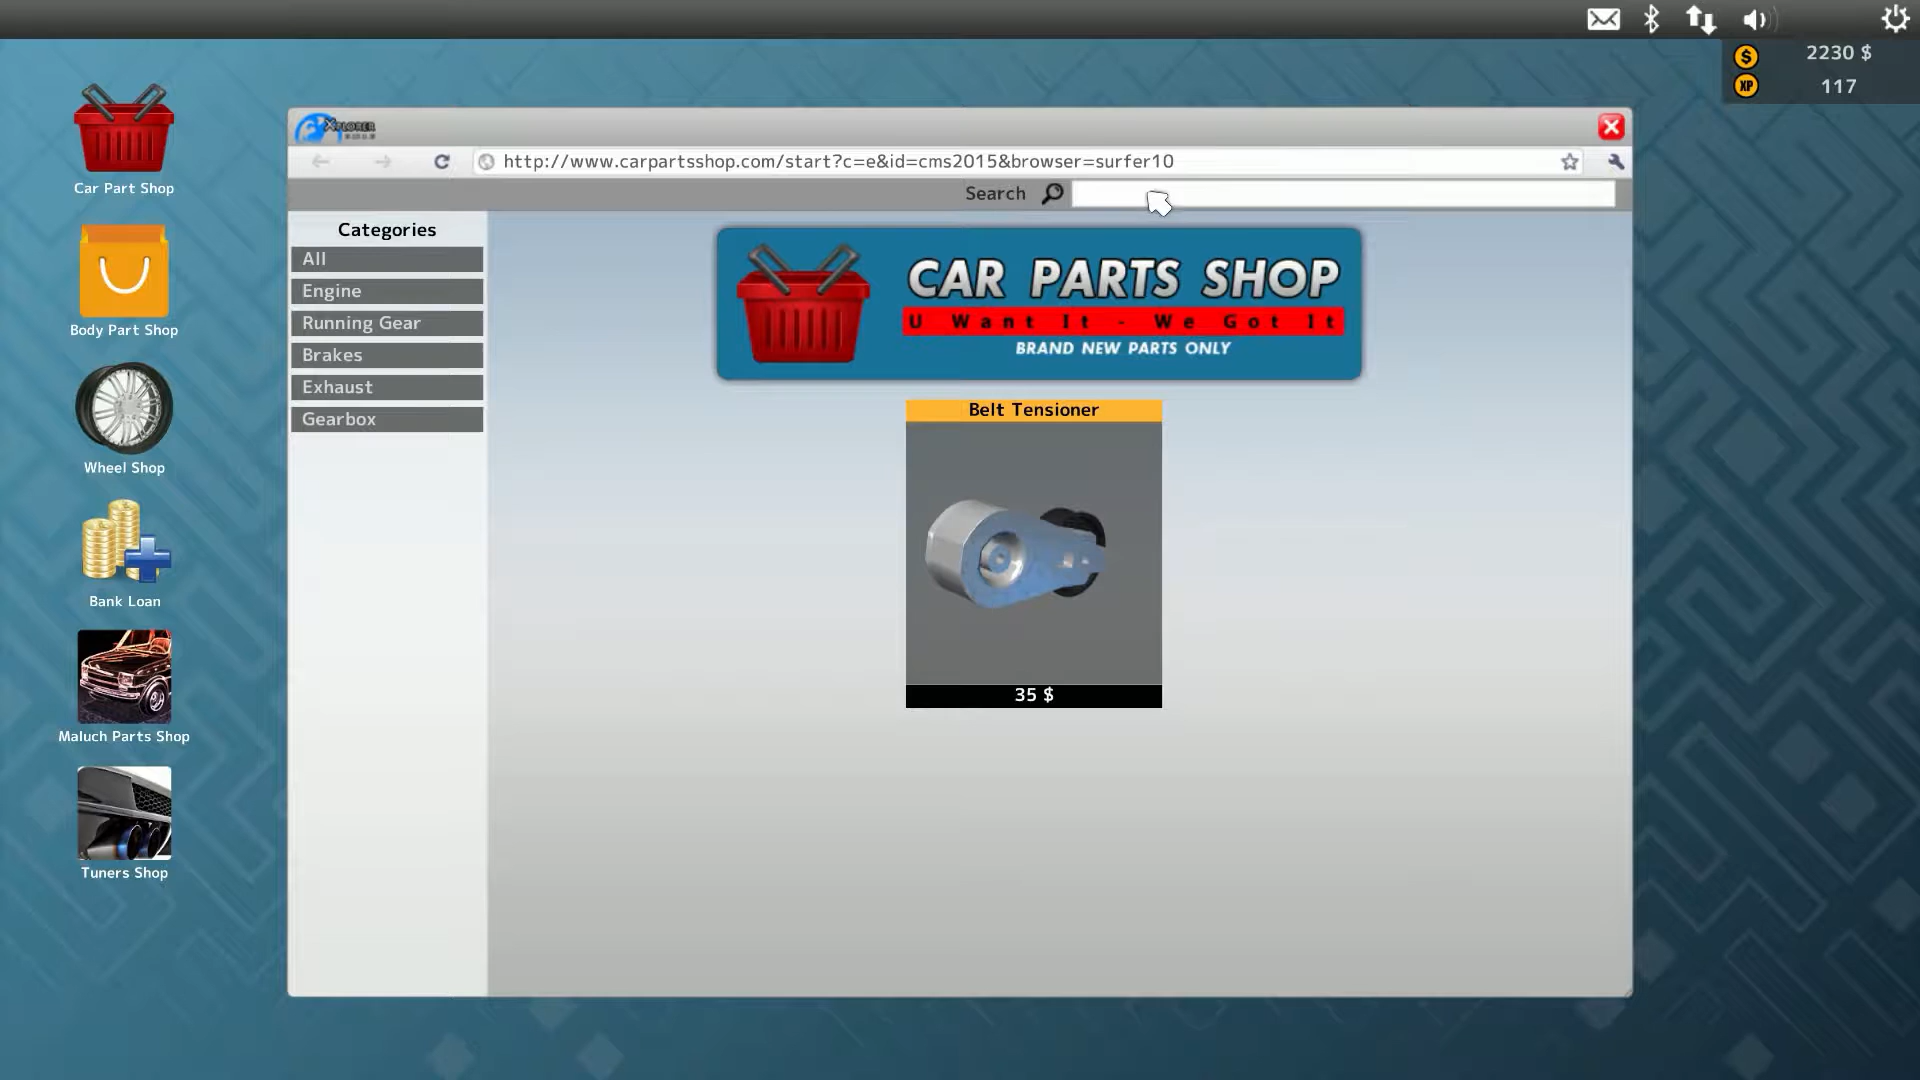 2230 $
XP
117
Car Part Shop
Body Part Shop
Wheel Shop
Bank Loan
Maluch Parts Shop
Tuners Shop
XPLORER
http://www.carpartsshop.com/start?c=e&id=cms2015&browser=surfer10
Search
Categories
All
Engine
Running Gear
Brakes
Exhaust
Gearbox
CAR PARTS SHOP
U Want It - We Got It
BRAND NEW PARTS ONLY
Belt Tensioner
35 $